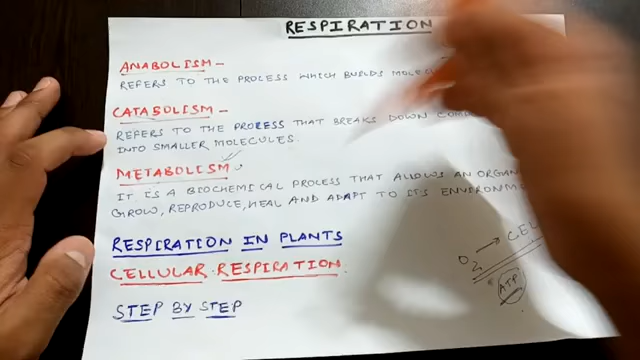 RESPIRATION
ANABOLISM -
REFERS TO THE PROCESS WHICH BUILDS
CATABOLISM -
REFERS TO THE PROCESS THAT BREAKS DOWN
INTO SMALLER MOLECULES.
METABOLISM :
IT IS A BIOCHEMICAL PROCESS THAT ALLOWS AN
GROW, REPRODUCE, HEAL AND ADAPT TO ITS
RESPIRATION IN PLANTS
CELLULAR RESPIRATION.
STEP BY STEP
O2 →
ATP